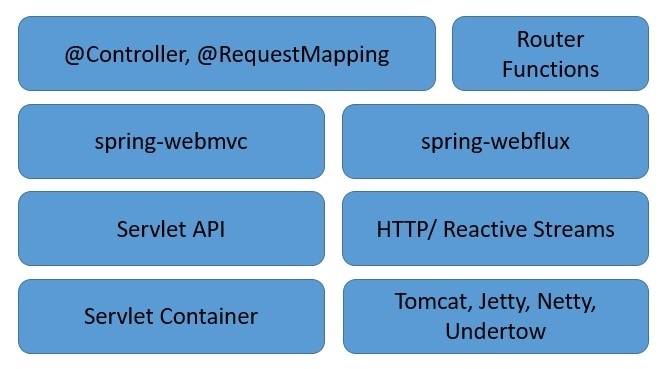 @Controller, @RequestMapping
Router
Functions
spring-webmvc
spring-webflux
Servlet API
HTTP/ Reactive Streams
Servlet Container
Tomcat, Jetty, Netty,
Undertow